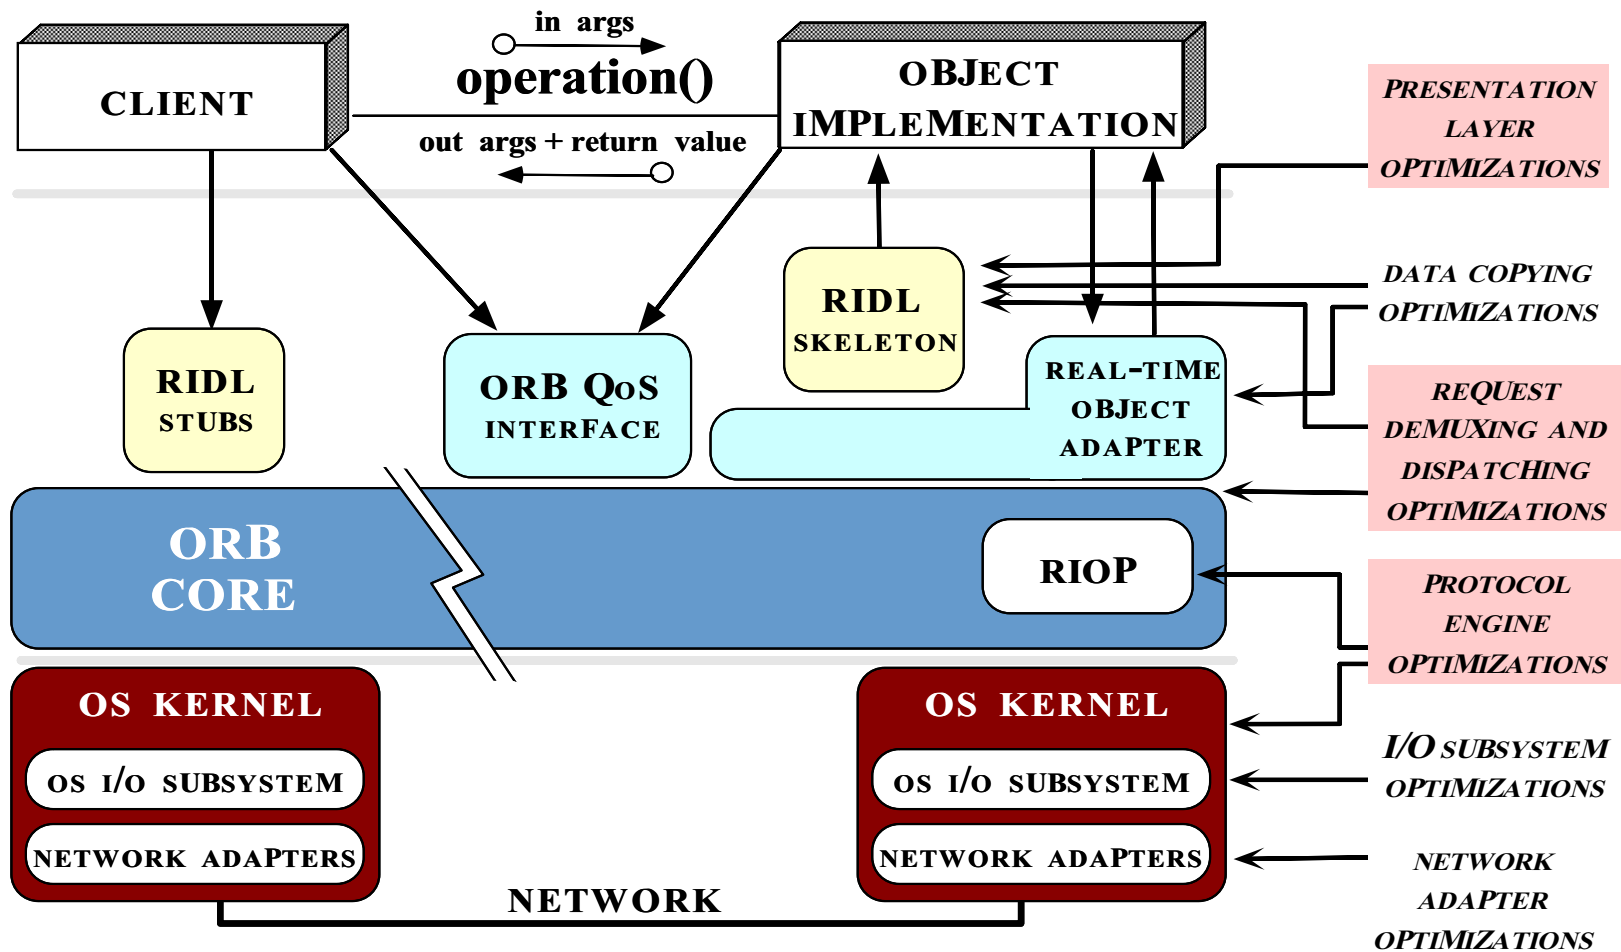 in args
operation()
out args + return value
CLIENT
OBJECT
IMPLEMENTATION
RIDL
STUBS
ORB QoS
INTERFACE
RIDL
SKELETON
REAL-TIME
OBJECT
ADAPTER
ORB
CORE
RIOP
OS KERNEL
OS I/O SUBSYSTEM
NETWORK ADAPTERS
OS KERNEL
OS I/O SUBSYSTEM
NETWORK ADAPTERS
NETWORK
PRESENTATION
LAYER
OPTIMIZATIONS
DATA COPYING
OPTIMIZATIONS
REQUEST
DEMUXING AND
DISPATCHING
OPTIMIZATIONS
PROTOCOL
ENGINE
OPTIMIZATIONS
I/O SUBSYSTEM
OPTIMIZATIONS
NETWORK
ADAPTER
OPTIMIZATIONS